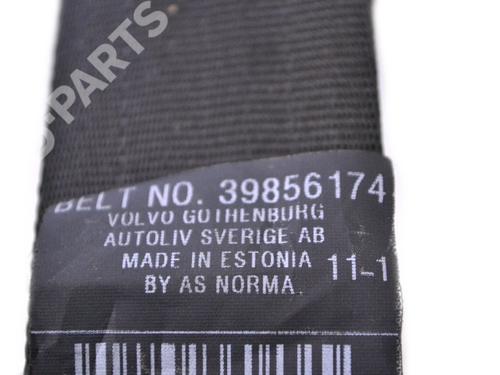 B-PARTS
BELT NO. 39856174
VOLVO GOTHENBURG
AUTOLIV SVERIGE AB
MADE IN ESTONIA 11-1
BY AS NORMA